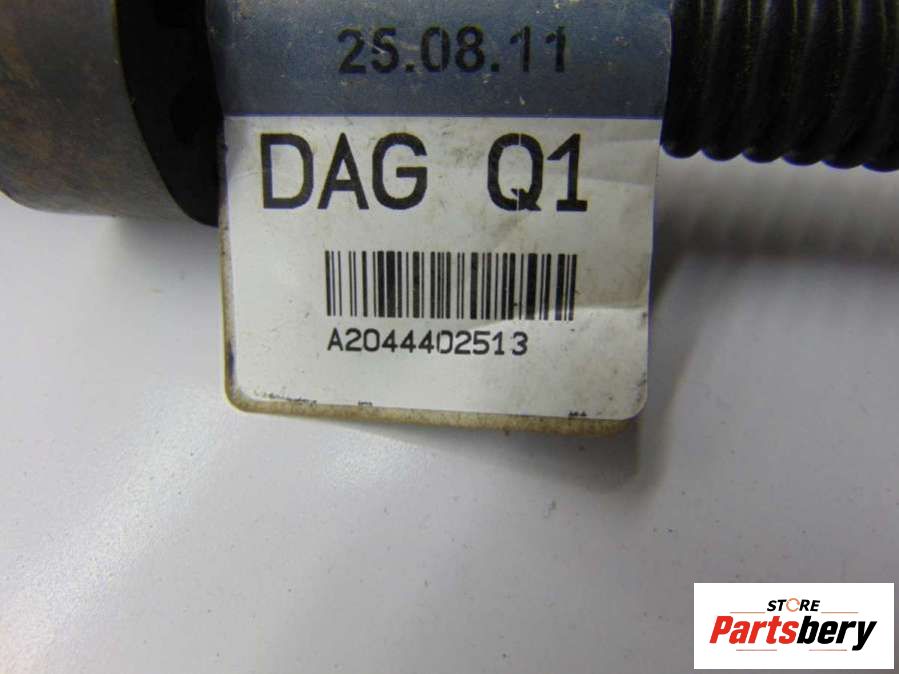 25.08.11
DAG Q1
A2044402513
STORE
Partsbery